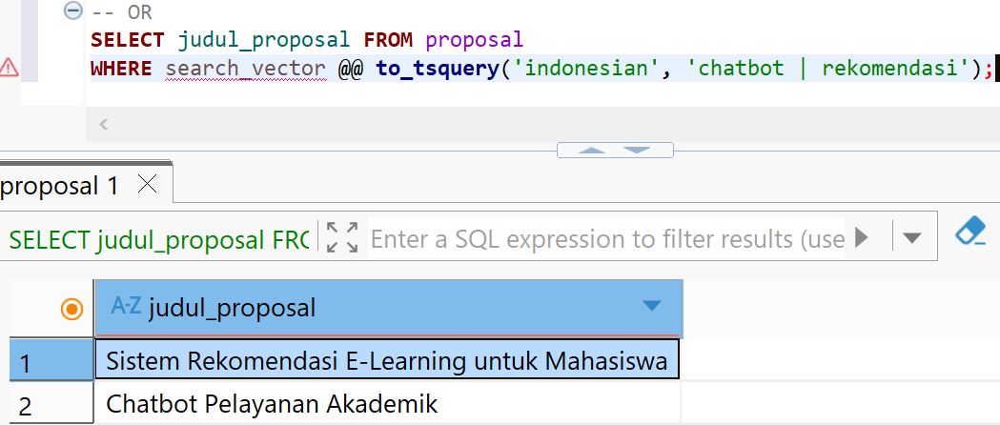 -- OR
SELECT judul_proposal FROM proposal
WHERE search_vector @@ to_tsquery('indonesian', 'chatbot | rekomendasi');
proposal 1
SELECT judul_proposal FRO
Enter a SQL expression to filter results (use
A-Z judul_proposal
1 Sistem Rekomendasi E-Learning untuk Mahasiswa
2 Chatbot Pelayanan Akademik